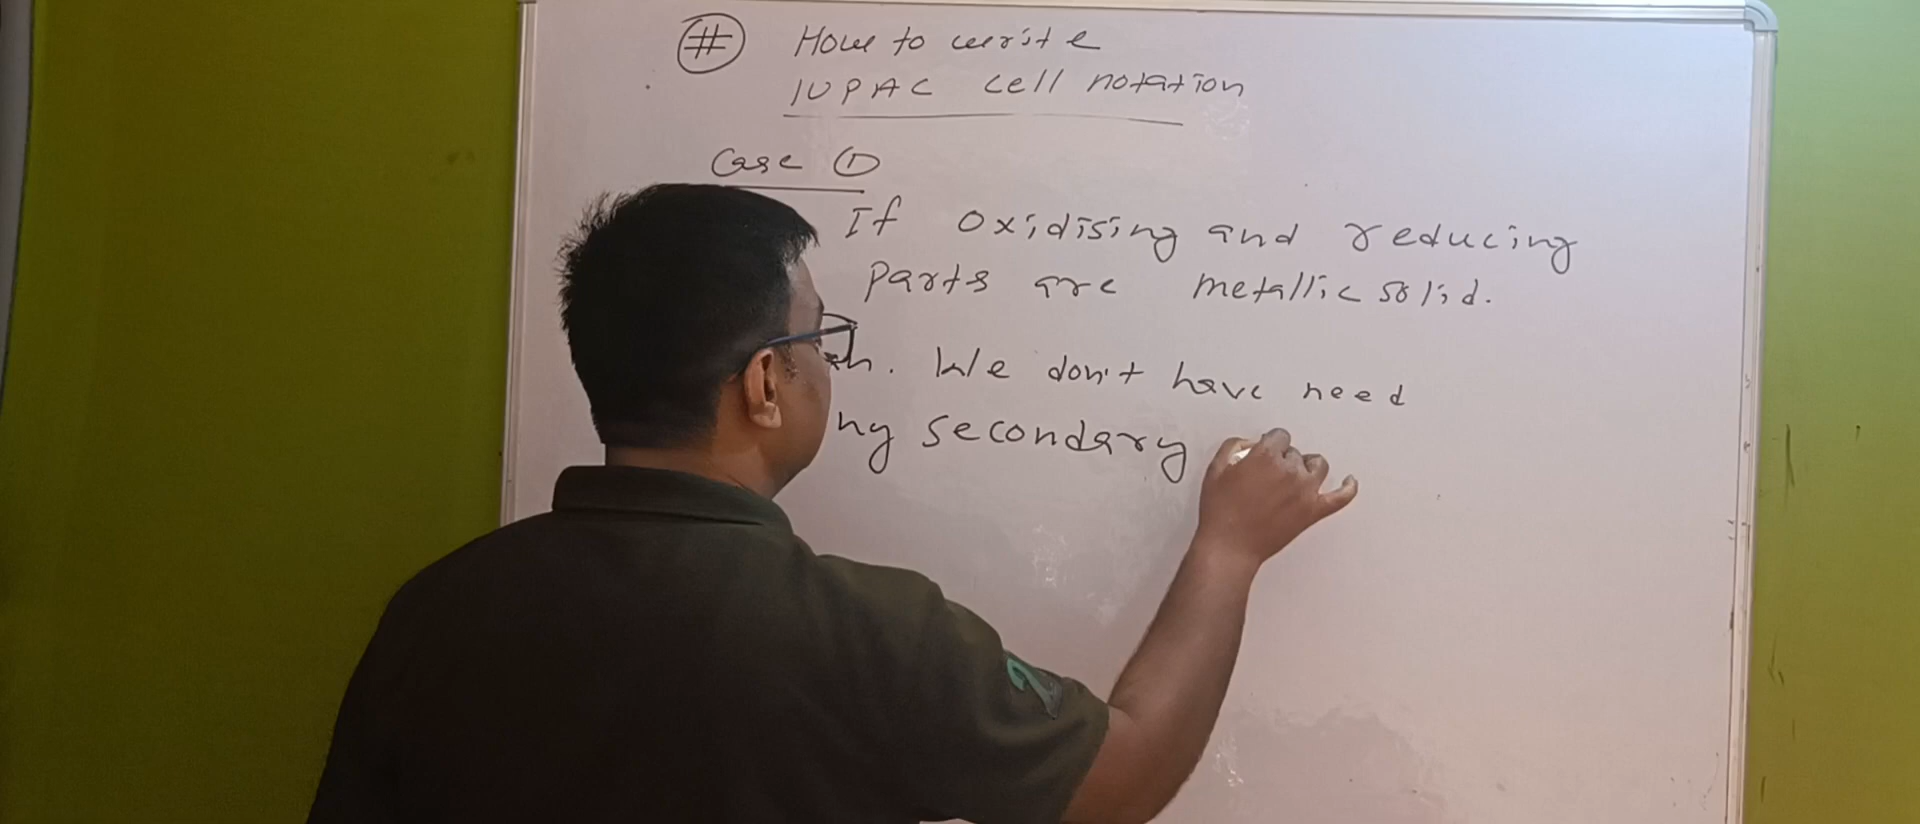 # How to write
IUPAC cell notation
Case ①
If oxidising and reducing
parts are metallic solid.
We don't have need
secondary